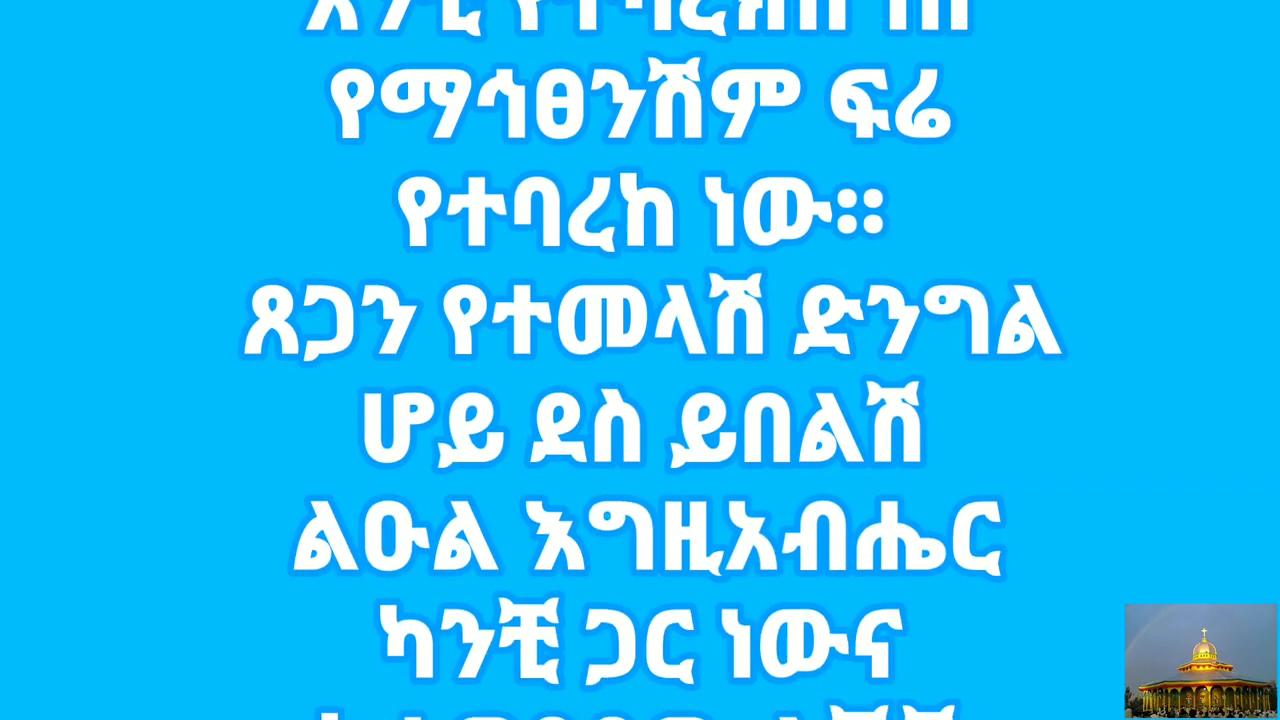 የማኅፀንሽም ፍሬ
የተባረከ ነው።
ጸጋን የተመላሽ ድንግል
ሆይ ደስ ይበልሽ
ልዑል እግዚአብሔር
ካንቺ ጋር ነውና